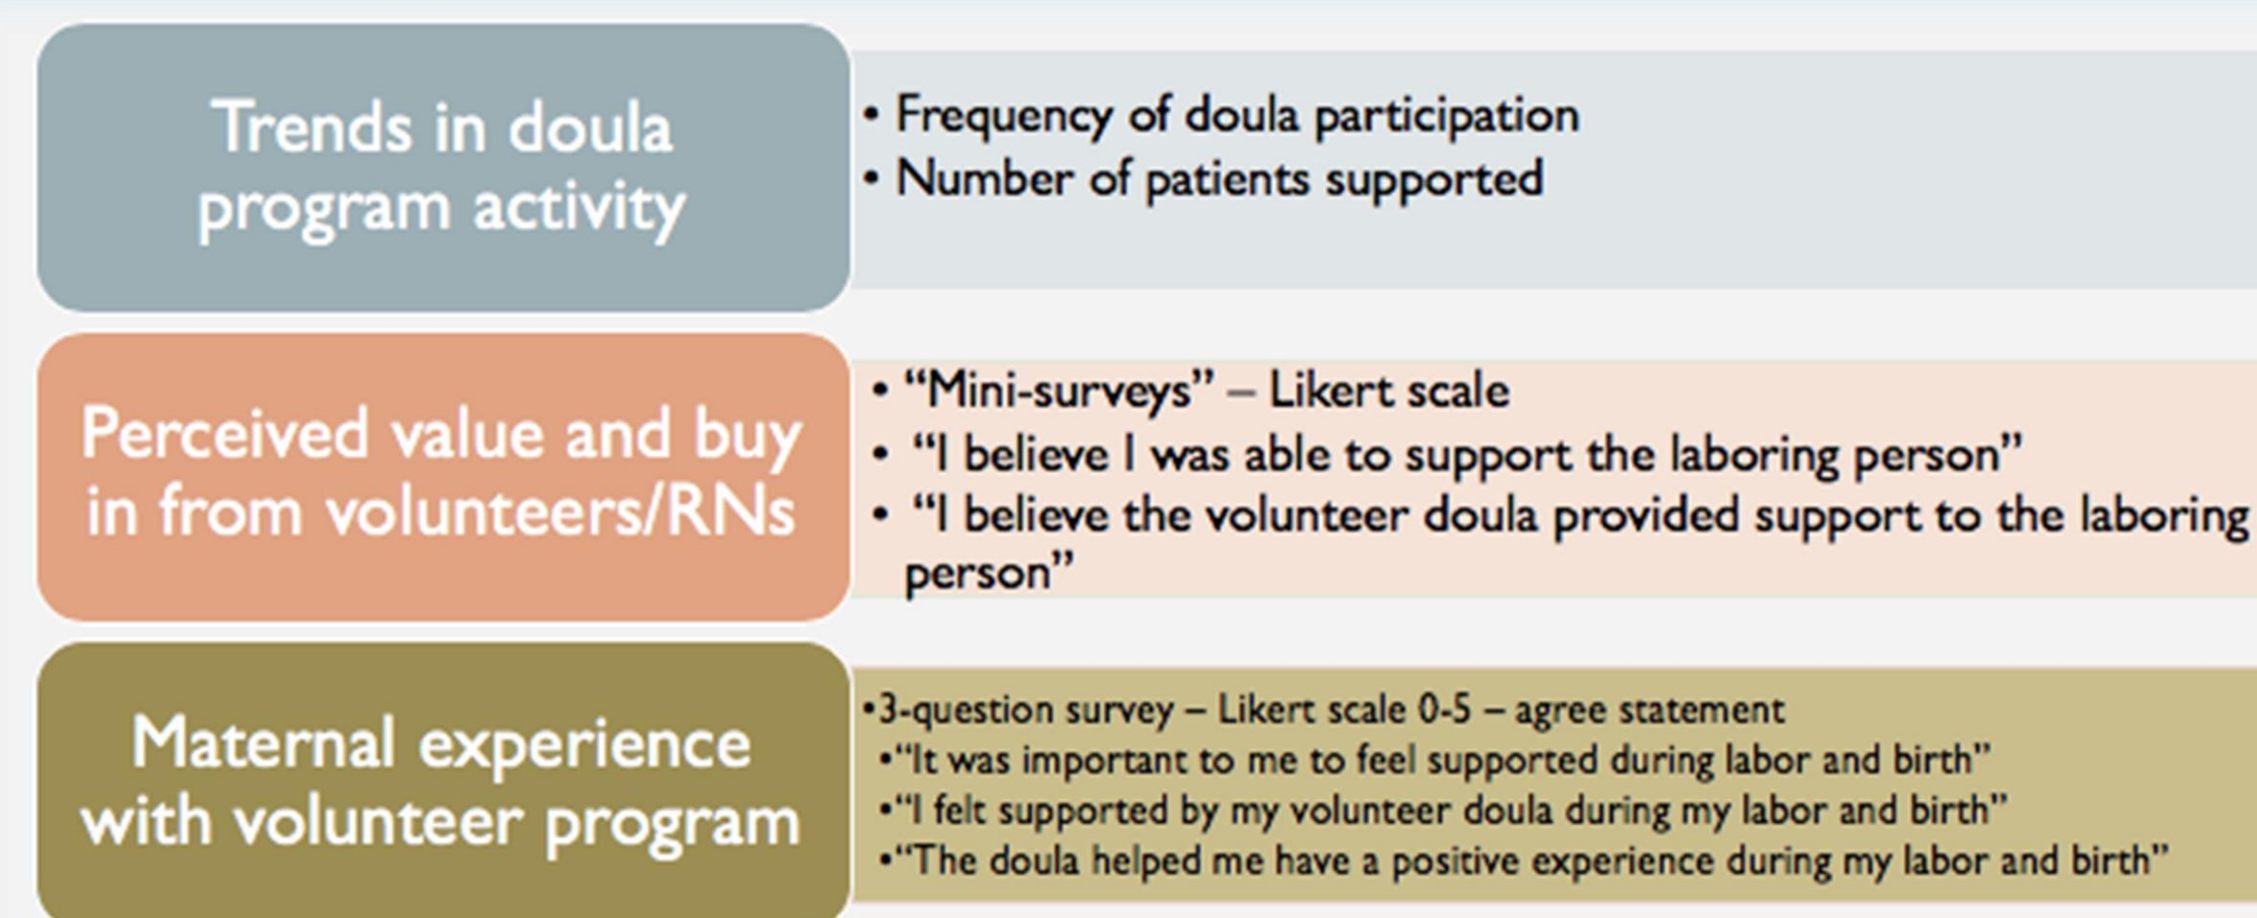 Trends in doula
program activity
• Frequency of doula participation
• Number of patients supported
Perceived value and buy
in from volunteers/RNs
• “Mini-surveys” – Likert scale
• “I believe I was able to support the laboring person”
• “I believe the volunteer doula provided support to the laboring
person”
Maternal experience
with volunteer program
•3-question survey – Likert scale 0-5 – agree statement
•“It was important to me to feel supported during labor and birth”
•“I felt supported by my volunteer doula during my labor and birth”
•“The doula helped me have a positive experience during my labor and birth”